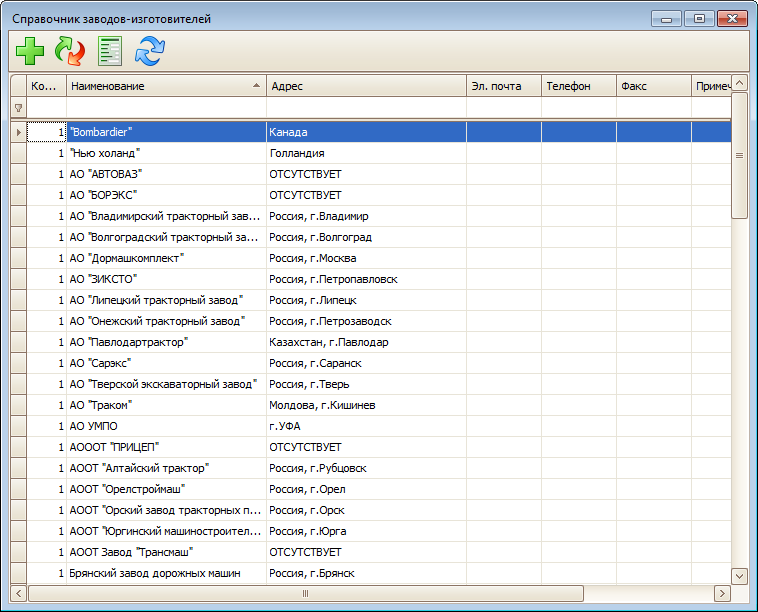 Справочник заводов-изготовителей
Ко... Наименование Адрес Эл. почта Телефон Факс Примеч
1 "Bombardier" Канада
1 "Нью холанд" Голландия
1 АО "АВТОВАЗ" ОТСУТСТВУЕТ
1 АО "БОРЭКС" ОТСУТСТВУЕТ
1 АО "Владимирский тракторный зав... Россия, г.Владимир
1 АО "Волгоградский тракторный за... Россия, г.Волгоград
1 АО "Дормашкомплект" Россия, г.Москва
1 АО "ЗИКСТО" Россия, г.Петропавловск
1 АО "Липецкий тракторный завод" Россия, г.Липецк
1 АО "Онежский тракторный завод" Россия, г.Петрозаводск
1 АО "Павлодартрактор" Казахстан, г.Павлодар
1 АО "Сарэкс" Россия, г.Саранск
1 АО "Тверской экскаваторный завод" Россия, г.Тверь
1 АО "Траком" Молдова, г.Кишинев
1 АО УМПО г.УФА
1 АОООТ "ПРИЦЕП" ОТСУТСТВУЕТ
1 АООТ "Алтайский трактор" Россия, г.Рубцовск
1 АООТ "Орелстроймаш" Россия, г.Орел
1 АООТ "Орский завод тракторных п... Россия, г.Орск
1 АООТ "Юргинский машиностроител... Россия, г.Юрга
1 АООТ Завод "Трансмаш" ОТСУТСТВУЕТ
1 Брянский завод дорожных машин Россия, г.Брянск